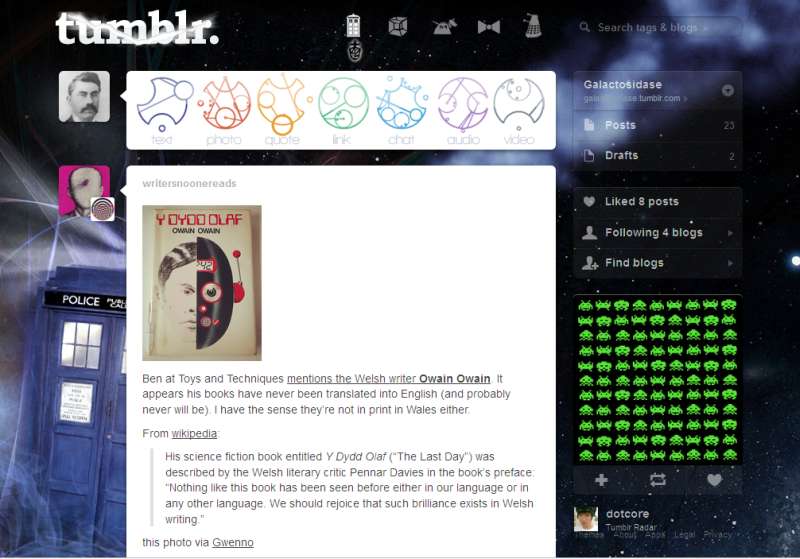 tumblr.
Search tags & blogs
text photo quote link chat audio video
Galactosidase
Posts 23
Drafts 2
Liked 8 posts
Following 4 blogs
Find blogs
writersnoonereads
Y DYDD OLAF
OWAIN OWAIN
POLICE PUBLIC
CALL
Ben at Toys and Techniques mentions the Welsh writer Owain Owain. It
appears his books have never been translated into English (and probably
never will be). I have the sense they're not in print in Wales either.
From wikipedia:
His science fiction book entitled Y Dydd Olaf ("The Last Day") was
described by the Welsh literary critic Pennar Davies in the book's preface:
"Nothing like this book has been seen before either in our language or in
any other language. We should rejoice that such brilliance exists in Welsh
writing."
this photo via Gwenno
dotcore
Tumblr Radar
Themes About Apps Legal Privacy